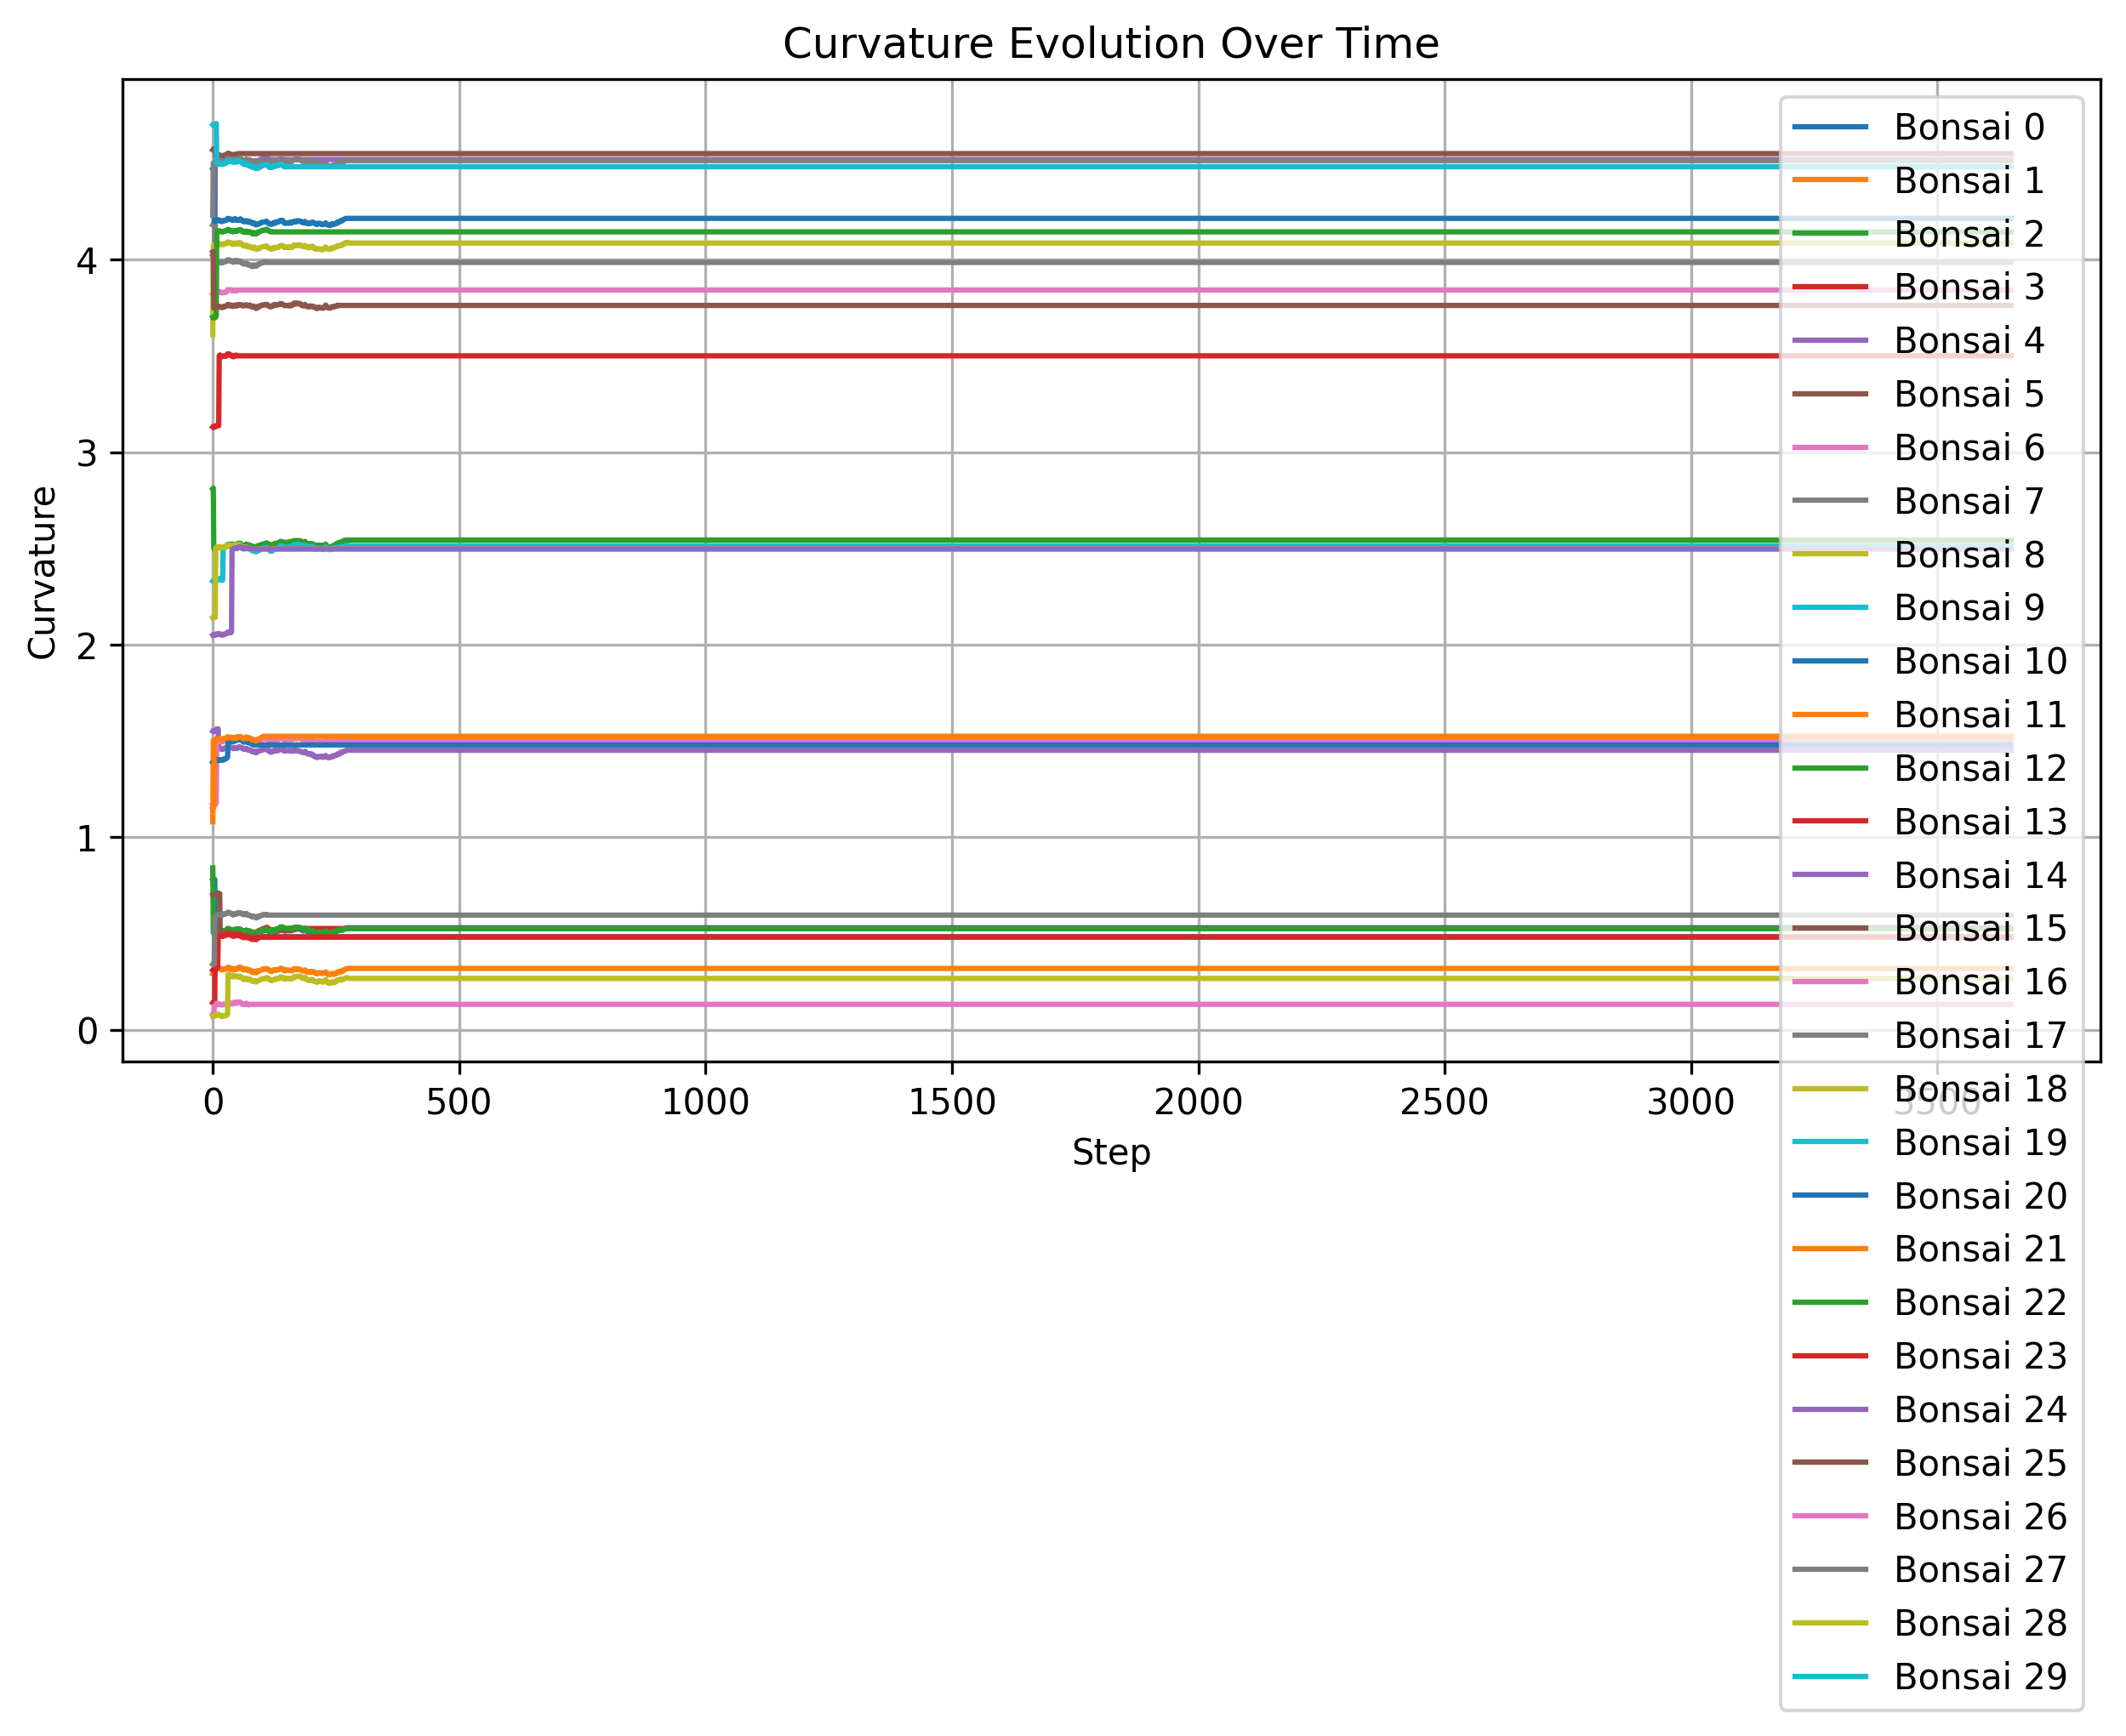 Curvature Evolution Over Time
Curvature
4
3
2
1
0
0 500 1000 1500 2000 2500 3000 3500
Step
Bonsai 0
Bonsai 1
Bonsai 2
Bonsai 3
Bonsai 4
Bonsai 5
Bonsai 6
Bonsai 7
Bonsai 8
Bonsai 9
Bonsai 10
Bonsai 11
Bonsai 12
Bonsai 13
Bonsai 14
Bonsai 15
Bonsai 16
Bonsai 17
Bonsai 18
Bonsai 19
Bonsai 20
Bonsai 21
Bonsai 22
Bonsai 23
Bonsai 24
Bonsai 25
Bonsai 26
Bonsai 27
Bonsai 28
Bonsai 29